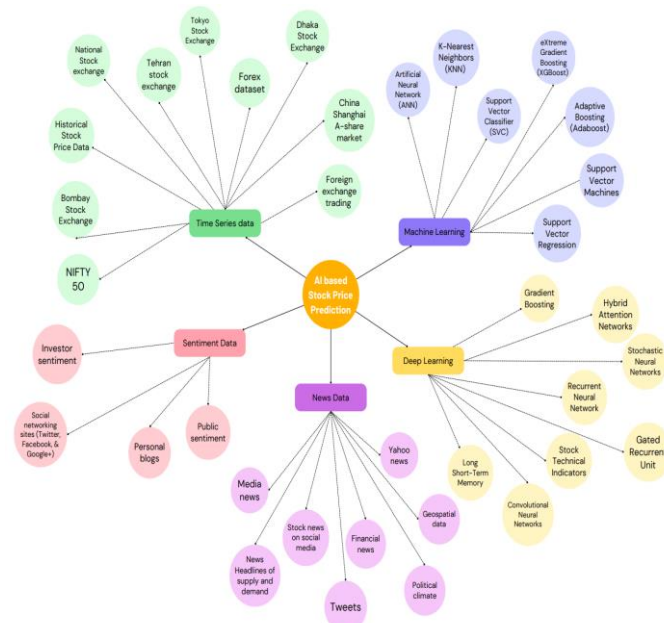 Tokyo
Stock
Exchange
Dhaka
Stock
Exchange
National
Stock
exchange
Tehran
stock
exchange
Forex
dataset
China
Shanghai
A-share
market
Historical
Stock
Price Data
Foreign
exchange
trading
Bombay
Stock
Exchange
Time Series data
NIFTY
50
K-Nearest
Neighbors
(KNN)
eXtreme
Gradient
Boosting
(XGBoost)
Artificial
Neural
Network
(ANN)
Support
Vector
Classifier
(SVC)
Adaptive
Boosting
(Adaboost)
Support
Vector
Machines
Machine Learning
Support
Vector
Regression
AI based
Stock Price
Prediction
Sentiment Data
Investor
sentiment
Social
networking
sites (Twitter,
Facebook, &
Google+)
Personal
blogs
Public
sentiment
News Data
Yahoo
news
Media
news
Stock news
on social
media
Financial
news
Geospatial
data
News
Headlines of
supply and
demand
Tweets
Political
climate
Deep Learning
Gradient
Boosting
Hybrid
Attention
Networks
Stochastic
Neural
Networks
Recurrent
Neural
Network
Gated
Recurrent
Unit
Stock
Technical
Indicators
Long
Short-Term
Memory
Convolutional
Neural
Networks